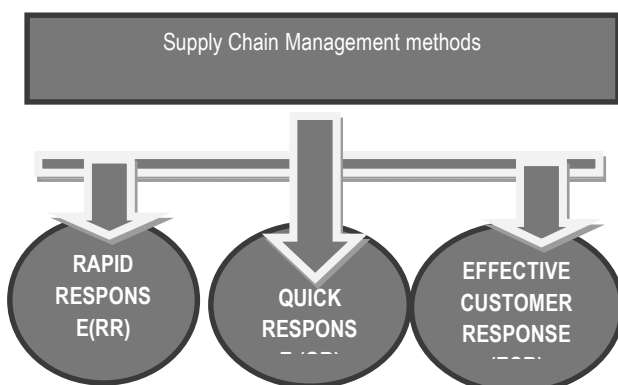 Supply Chain Management methods
RAPID
RESPONS
E(RR)
QUICK
RESPONS
EFFECTIVE
CUSTOMER
RESPONSE